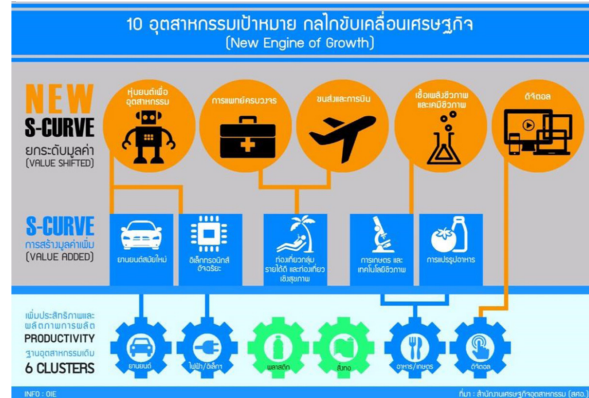 10 อุตสาหกรรมเป้าหมาย กลไกขับเคลื่อนเศรษฐกิจ
(New Engine of Growth)
NEW
S-CURVE
ยกระดับมูลค่า
(VALUE SHIFTED)
หุ่นยนต์เพื่อ
อุตสาหกรรม
การแพทย์ครบวงจร
ขนส่งและการบิน
เชื้อเพลิงชีวภาพ
และเคมีชีวภาพ
ดิจิตอล
S-CURVE
การสร้างมูลค่าเพิ่ม
(VALUE ADDED)
ยานยนต์สมัยใหม่
อิเล็กทรอนิกส์
อัจฉริยะ
ท่องเที่ยวกลุ่ม
รายได้ดี และท่องเที่ยว
เชิงสุขภาพ
การเกษตร และ
เทคโนโลยีชีวภาพ
การแปรรูปอาหาร
เพิ่มประสิทธิภาพและ
ผลิตภาพการผลิต
PRODUCTIVITY
ฐานอุตสาหกรรมเดิม
6 CLUSTERS
ยานยนต์
ไฟฟ้า/อิเล็กฯ
พลาสติก
สิ่งทอ
อาหาร/เกษตร
ดิจิตอล
INFO : OIE
ที่มา : สำนักงานเศรษฐกิจอุตสาหกรรม (สศอ.)